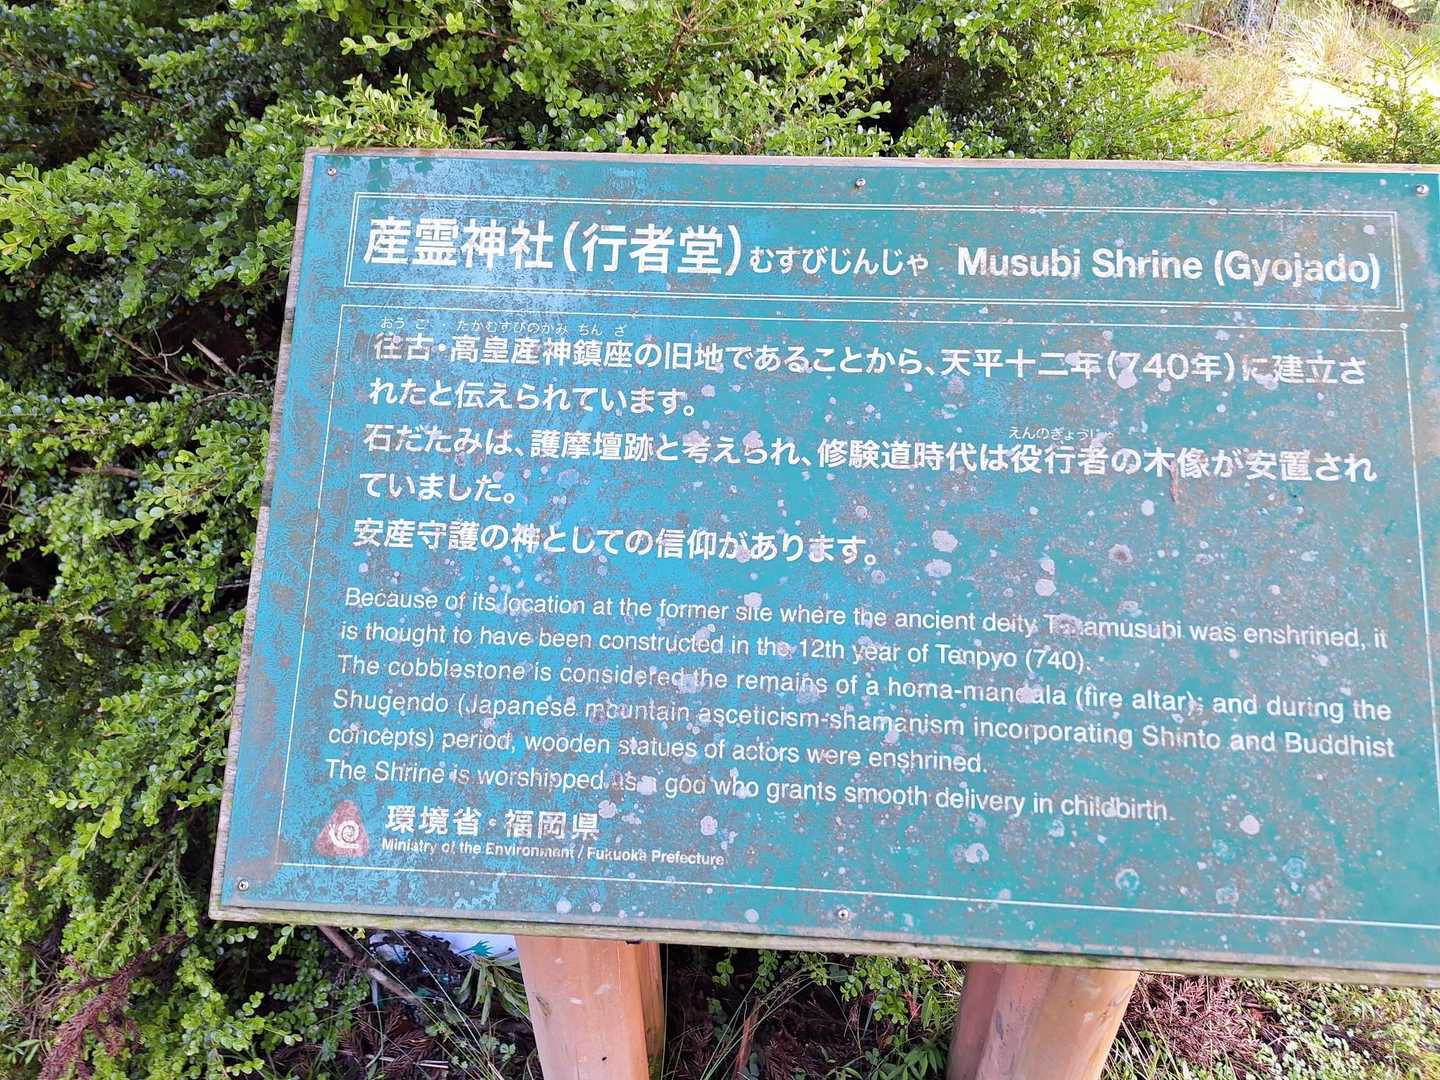 産霊神社(行者堂)むすびじんじゃ Musubi Shrine (Gyojado)
おうこ・たかむすびのかみ ちんざ
往古・高皇産神鎮座の旧地であることから、天平十二年(740年)に建立さ
れたと伝えられています。
えんのぎょうじゃ
石だたみは、護摩壇跡と考えられ、修験道時代は役行者の木像が安置され
ていました。
安産守護の神としての信仰があります。
Because of its location at the former site where the ancient deity Takamusubi was enshrined, it
is thought to have been constructed in the 12th year of Tenpyo (740).
The cobblestone is considered the remains of a homa-mandala (fire altar); and during the
Shugendo (Japanese mountain asceticism-shamanism incorporating Shinto and Buddhist
concepts) period, wooden statues of actors were enshrined.
The Shrine is worshipped as a god who grants smooth delivery in childbirth.
環境省・福岡県
Ministry of the Environment / Fukuoka Prefecture